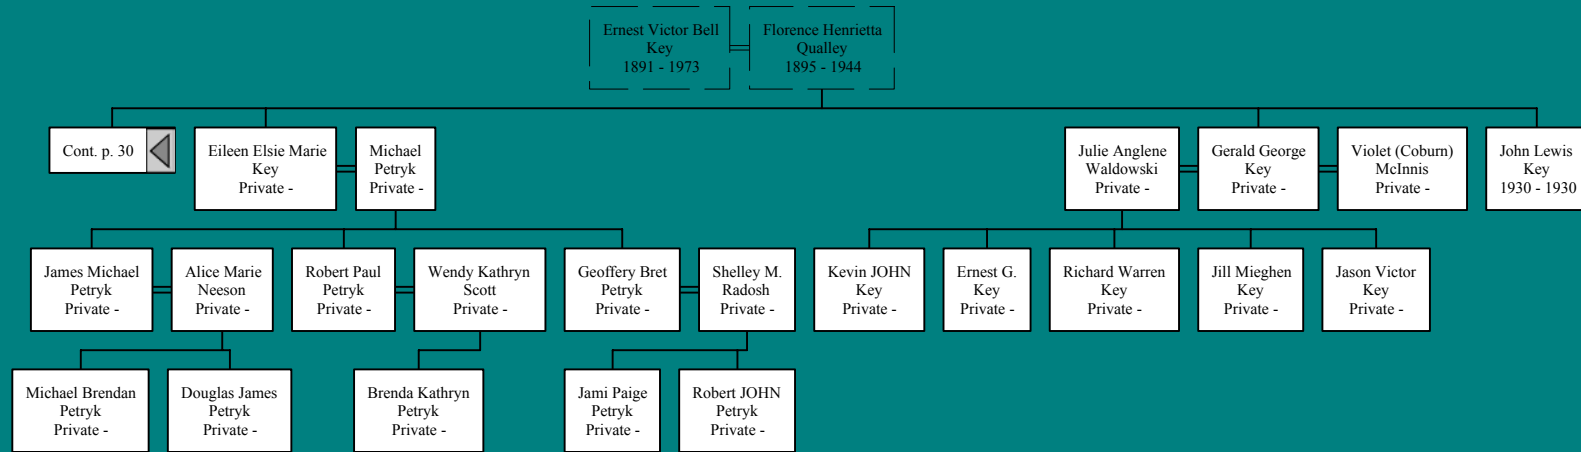 Ernest Victor Bell
Key
1891 - 1973
Florence Henrietta
Qualley
1895 - 1944
Cont. p. 30
Eileen Elsie Marie
Key
Private -
Michael
Petryk
Private -
Julie Anglene
Waldowski
Private -
Gerald George
Key
Private -
Violet (Coburn)
McInnis
Private -
John Lewis
Key
1930 - 1930
James Michael
Petryk
Private -
Alice Marie
Neeson
Private -
Robert Paul
Petryk
Private -
Wendy Kathryn
Scott
Private -
Geoffery Bret
Petryk
Private -
Shelley M.
Radosh
Private -
Kevin JOHN
Key
Private -
Ernest G.
Key
Private -
Richard Warren
Key
Private -
Jill Mieghen
Key
Private -
Jason Victor
Key
Private -
Michael Brendan
Petryk
Private -
Douglas James
Petryk
Private -
Brenda Kathryn
Petryk
Private -
Jami Paige
Petryk
Private -
Robert JOHN
Petryk
Private -